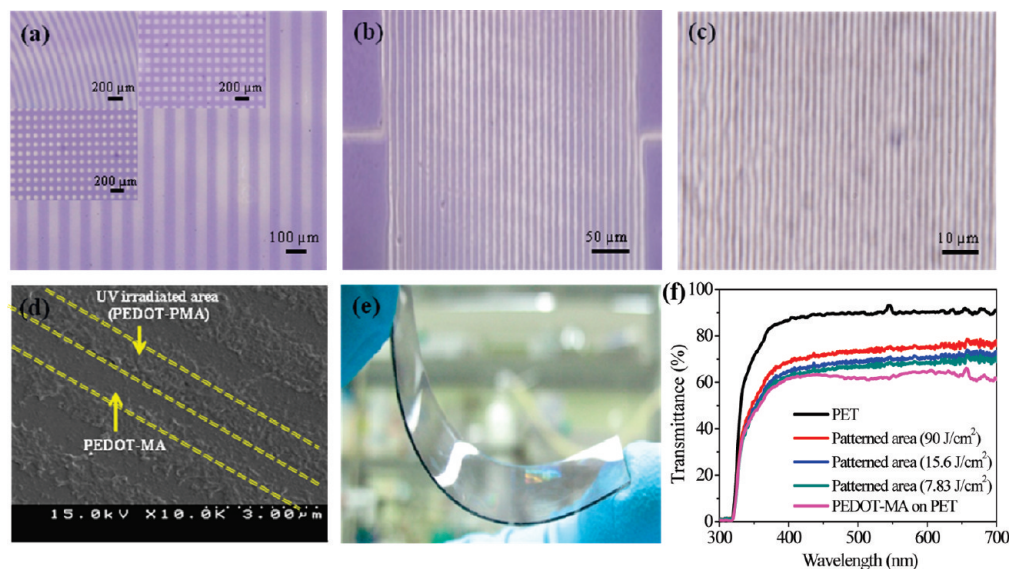 (a)
200 µm
200 µm
200 µm
100 µm
(b)
50 µm
(c)
10 µm
(d)
UV irradiated area
(PEDOT-PMA)
PEDOT-MA
15.0kV X10.0K 3.00µm
(e)
(f)
100
80
60
40
20
0
Transmittance (%)
PET
Patterned area (90 J/cm²)
Patterned area (15.6 J/cm²)
Patterned area (7.83 J/cm²)
PEDOT-MA on PET
300 400 500 600 700
Wavelength (nm)